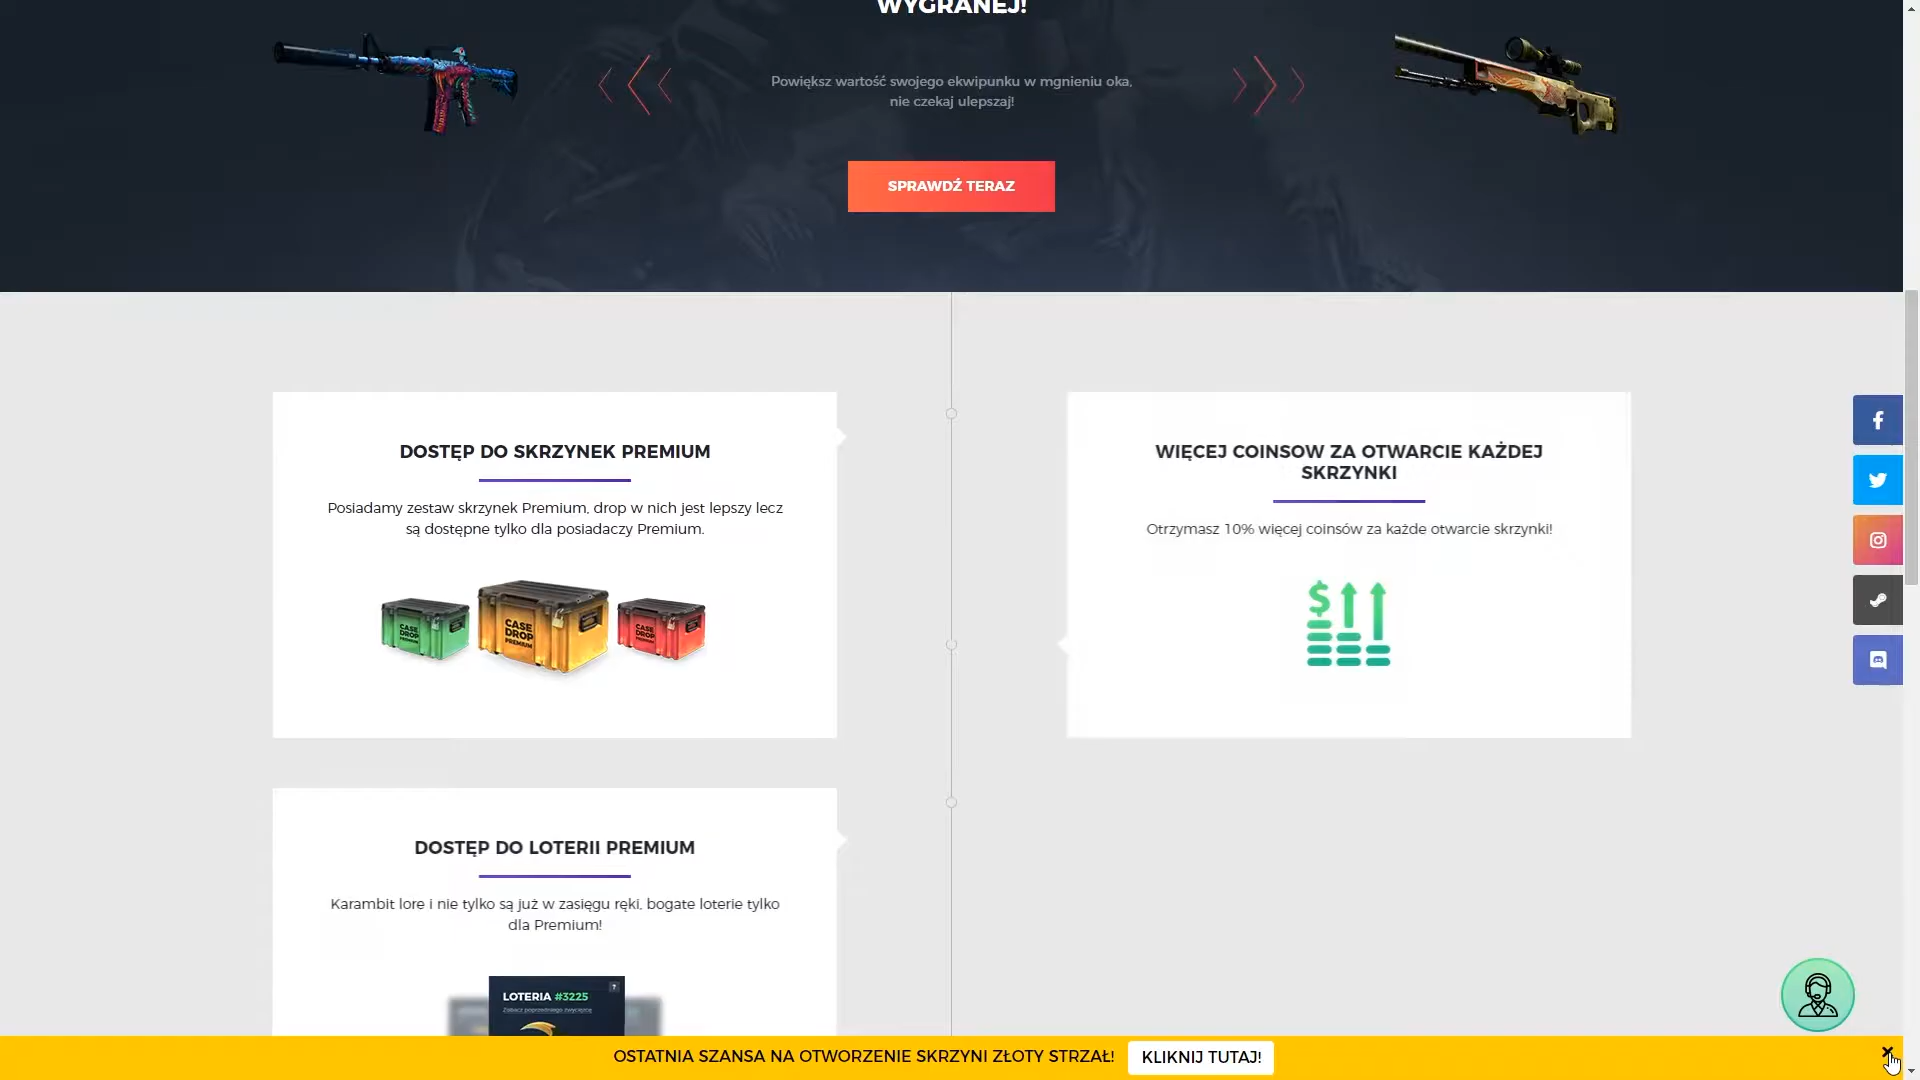 WYGRANEJ!
Powiększ wartość swojego ekwipunku w mgnieniu oka,
nie czekaj ulepszaj!
SPRAWDŹ TERAZ
DOSTĘP DO SKRZYNEK PREMIUM
Posiadamy zestaw skrzynek Premium, drop w nich jest lepszy lecz
są dostępne tylko dla posiadaczy Premium.
CASE
DROP
PREMIUM
CASE
DROP
PREMIUM
CASE
DROP
PREMIUM
WIĘCEJ COINSOW ZA OTWARCIE KAŻDEJ
SKRZYNKI
Otrzymasz 10% więcej coinsów za każde otwarcie skrzynki!
$
DOSTĘP DO LOTERII PREMIUM
Karambit lore i nie tylko są już w zasięgu ręki, bogate loterie tylko
dla Premium!
LOTERIA #3225
?
Zobacz poprzedniego zwycięzcę
OSTATNIA SZANSA NA OTWORZENIE SKRZYNI ZŁOTY STRZAŁ!
KLIKNIJ TUTAJ!